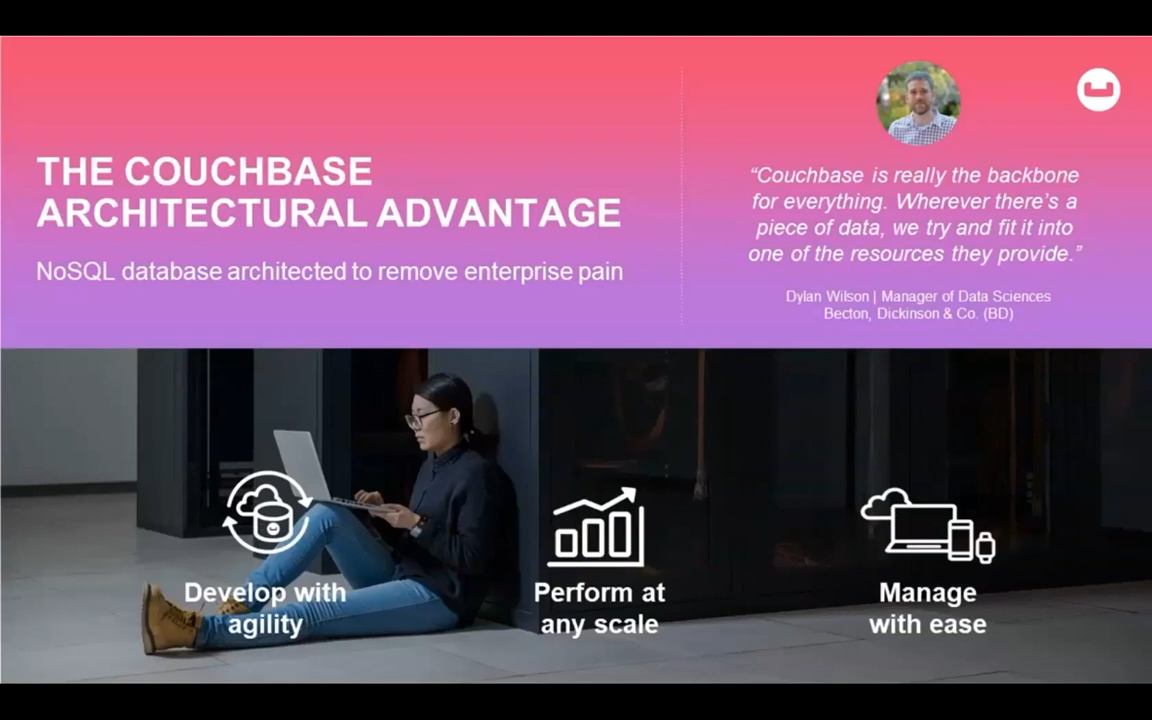 THE COUCHBASE
ARCHITECTURAL ADVANTAGE
NoSQL database architected to remove enterprise pain
“Couchbase is really the backbone
for everything. Wherever there’s a
piece of data, we try and fit it into
one of the resources they provide.”
Dylan Wilson | Manager of Data Sciences
Becton, Dickinson & Co. (BD)
Develop with
agility
Perform at
any scale
Manage
with ease